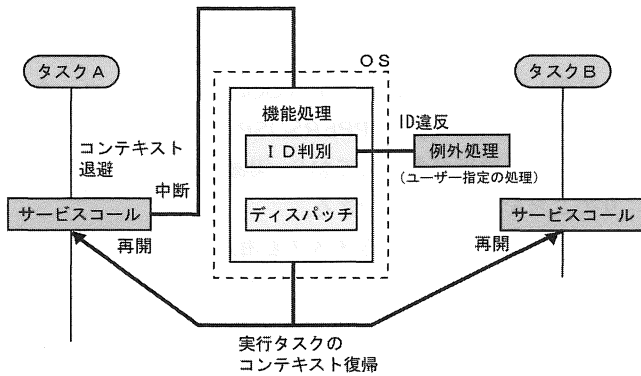 ＯＳ
タスクＡ
タスクＢ
機能処理
ID違反
ＩＤ判別
例外処理
(ユーザー指定の処理)
コンテキスト
退避
中断
ディスパッチ
サービスコール
サービスコール
再開
再開
実行タスクの
コンテキスト復帰